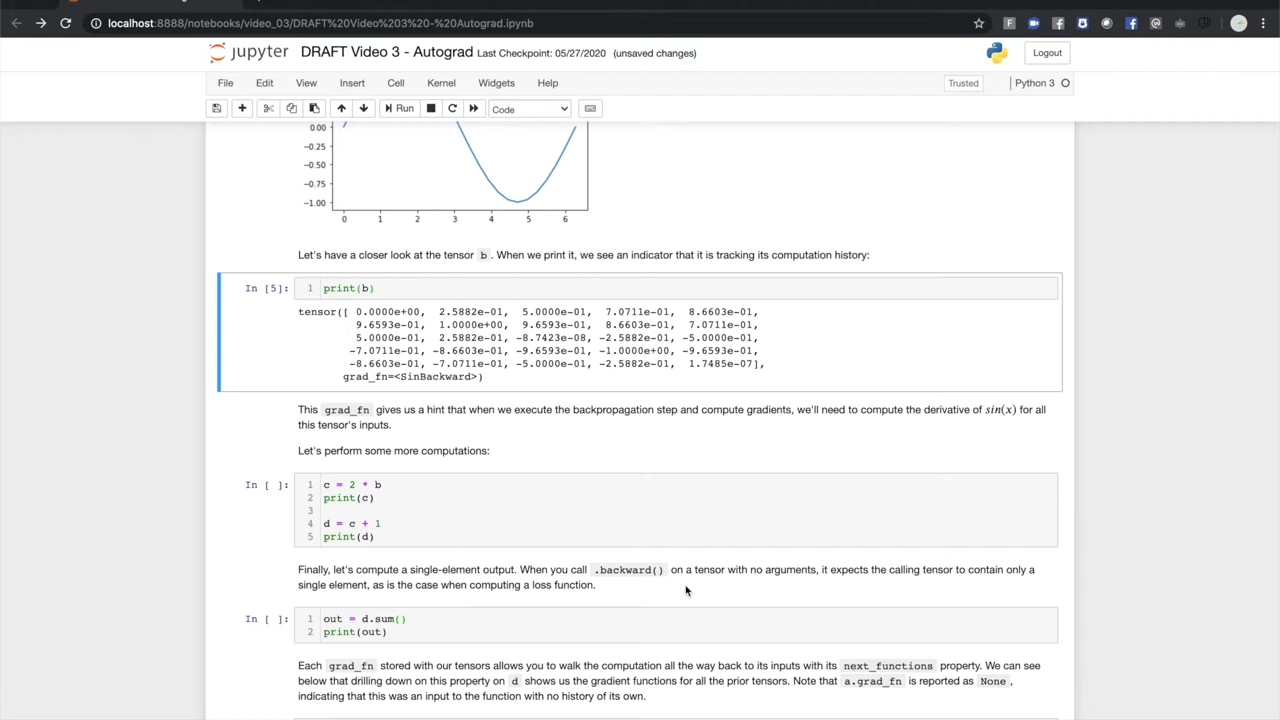 localhost:8888/notebooks/video_03/DRAFT%20Video%203%20-%20Autograd.ipynb
jupyter DRAFT Video 3 - Autograd Last Checkpoint: 05/27/2020 (unsaved changes) Logout
File Edit View Insert Cell Kernel Widgets Help Trusted Python 3
Run Code
0.00
-0.25
-0.50
-0.75
-1.00
0 1 2 3 4 5 6
Let's have a closer look at the tensor b . When we print it, we see an indicator that it is tracking its computation history:
In [5]: 1 print(b)
tensor([ 0.0000e+00, 2.5882e-01, 5.0000e-01, 7.0711e-01, 8.6603e-01,
9.6593e-01, 1.0000e+00, 9.6593e-01, 8.6603e-01, 7.0711e-01,
5.0000e-01, 2.5882e-01, -8.7423e-08, -2.5882e-01, -5.0000e-01,
-7.0711e-01, -8.6603e-01, -9.6593e-01, -1.0000e+00, -9.6593e-01,
-8.6603e-01, -7.0711e-01, -5.0000e-01, -2.5882e-01, 1.7485e-07],
grad_fn=<SinBackward>)
This grad_fn gives us a hint that when we execute the backpropagation step and compute gradients, we'll need to compute the derivative of sin(x) for all
this tensor's inputs.
Let's perform some more computations:
In [ ]: 1 c = 2 * b
2 print(c)
3
4 d = c + 1
5 print(d)
Finally, let's compute a single-element output. When you call .backward() on a tensor with no arguments, it expects the calling tensor to contain only a
single element, as is the case when computing a loss function.
In [ ]: 1 out = d.sum()
2 print(out)
Each grad_fn stored with our tensors allows you to walk the computation all the way back to its inputs with its next_functions property. We can see
below that drilling down on this property on d shows us the gradient functions for all the prior tensors. Note that a.grad_fn is reported as None ,
indicating that this was an input to the function with no history of its own.